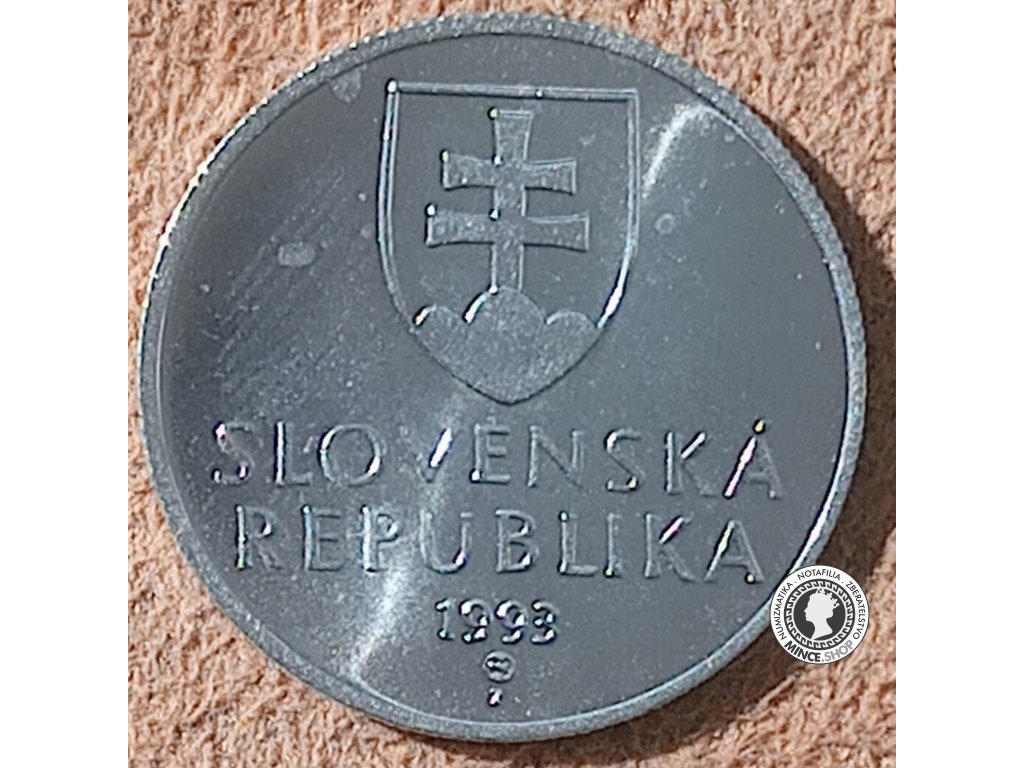 SLOVENSKÁ
REPUBLIKA
1993
NUMIZMATIKA . NOTAFILIA . ZBERATEĽSTVO
MINCE.SHOP